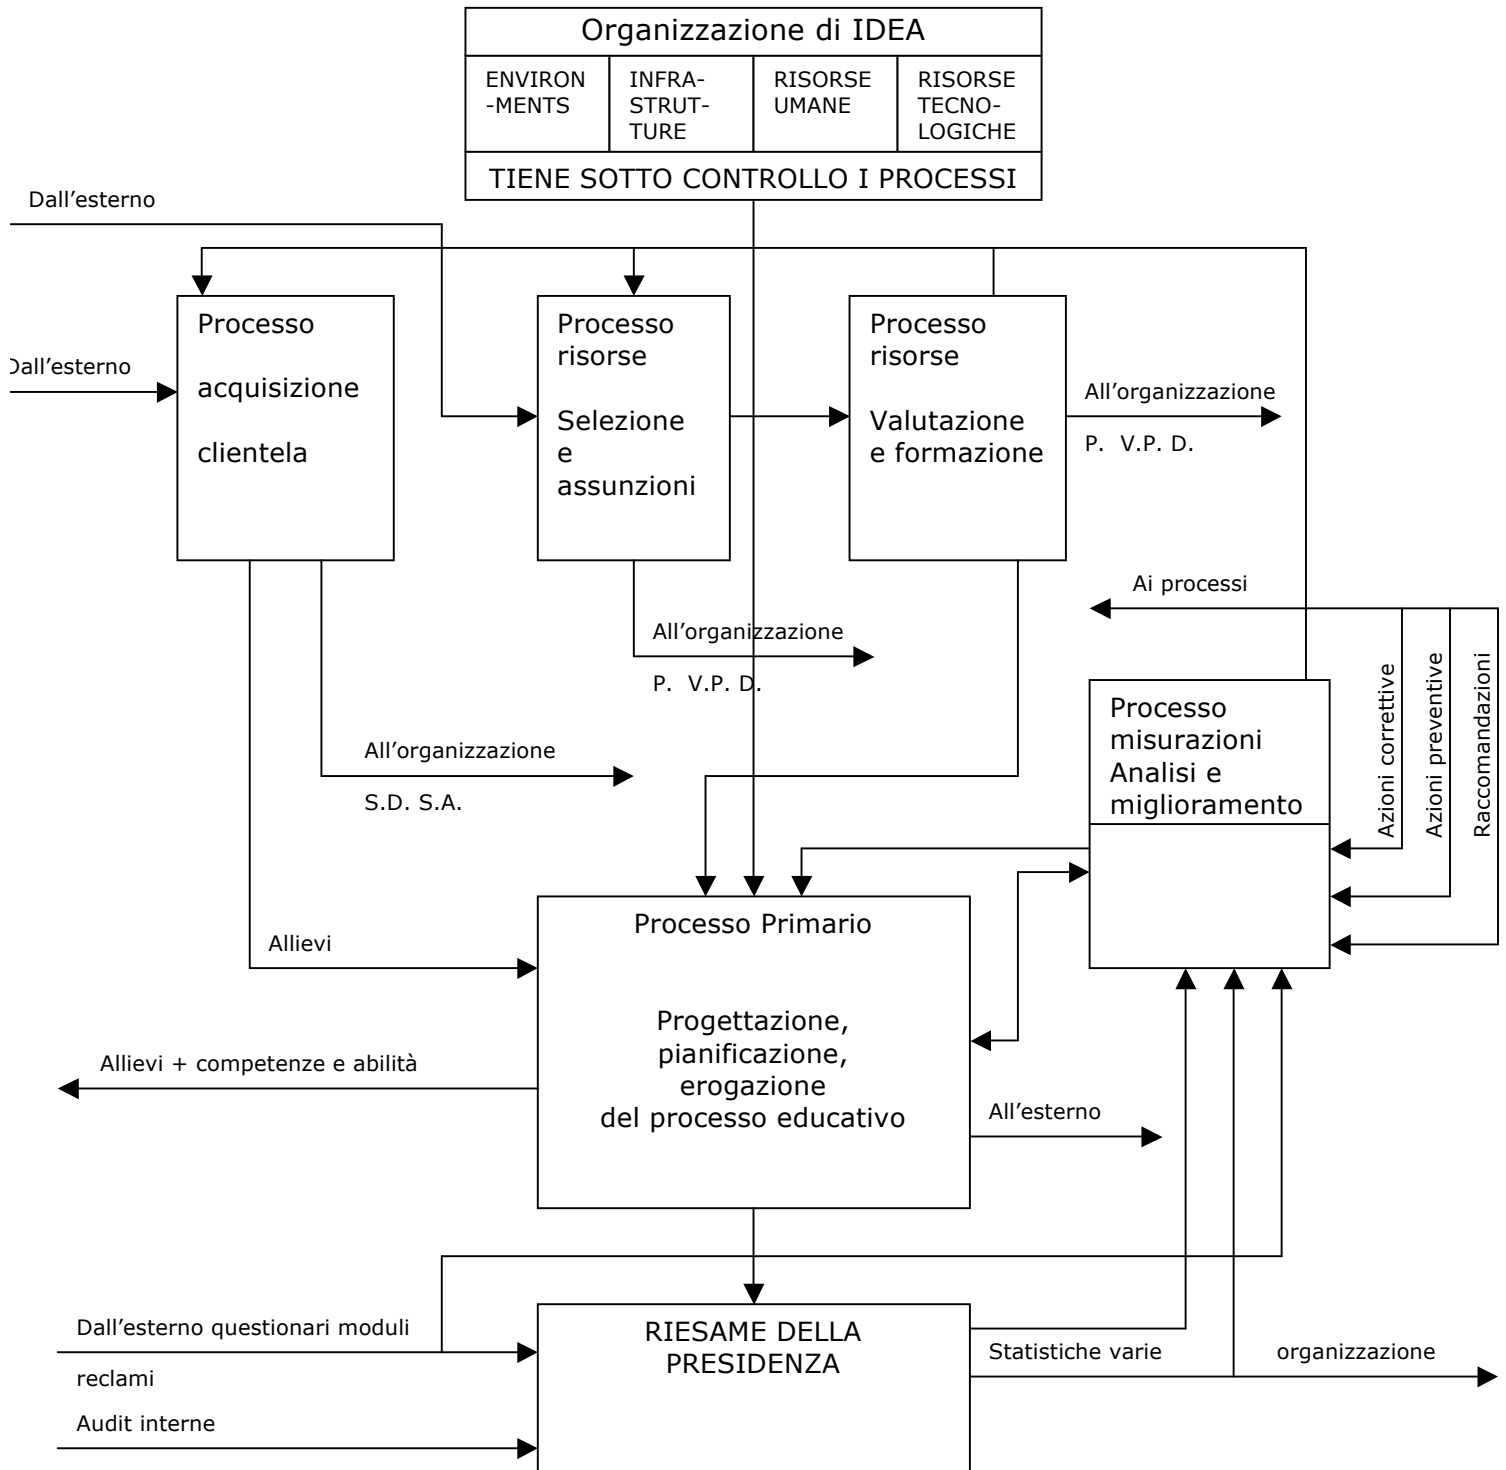 Organizzazione di IDEA
ENVIRON
-MENTS
INFRA-
STRUT-
TURE
RISORSE
UMANE
RISORSE
TECNO-
LOGICHE
TIENE SOTTO CONTROLLO I PROCESSI
Dall'esterno
Dall'esterno
Processo
acquisizione
clientela
Processo
risorse
Selezione
e
assunzioni
Processo
risorse
Valutazione
e formazione
All'organizzazione
P. V.P. D.
Ai processi
All'organizzazione
P. V.P. D.
All'organizzazione
S.D. S.A.
Processo
misurazioni
Analisi e
miglioramento
Azioni correttive
Azioni preventive
Raccomandazioni
Allievi
Processo Primario
Progettazione,
pianificazione,
erogazione
del processo educativo
Allievi + competenze e abilità
All'esterno
Dall'esterno questionari moduli
reclami
Audit interne
RIESAME DELLA
PRESIDENZA
Statistiche varie
organizzazione